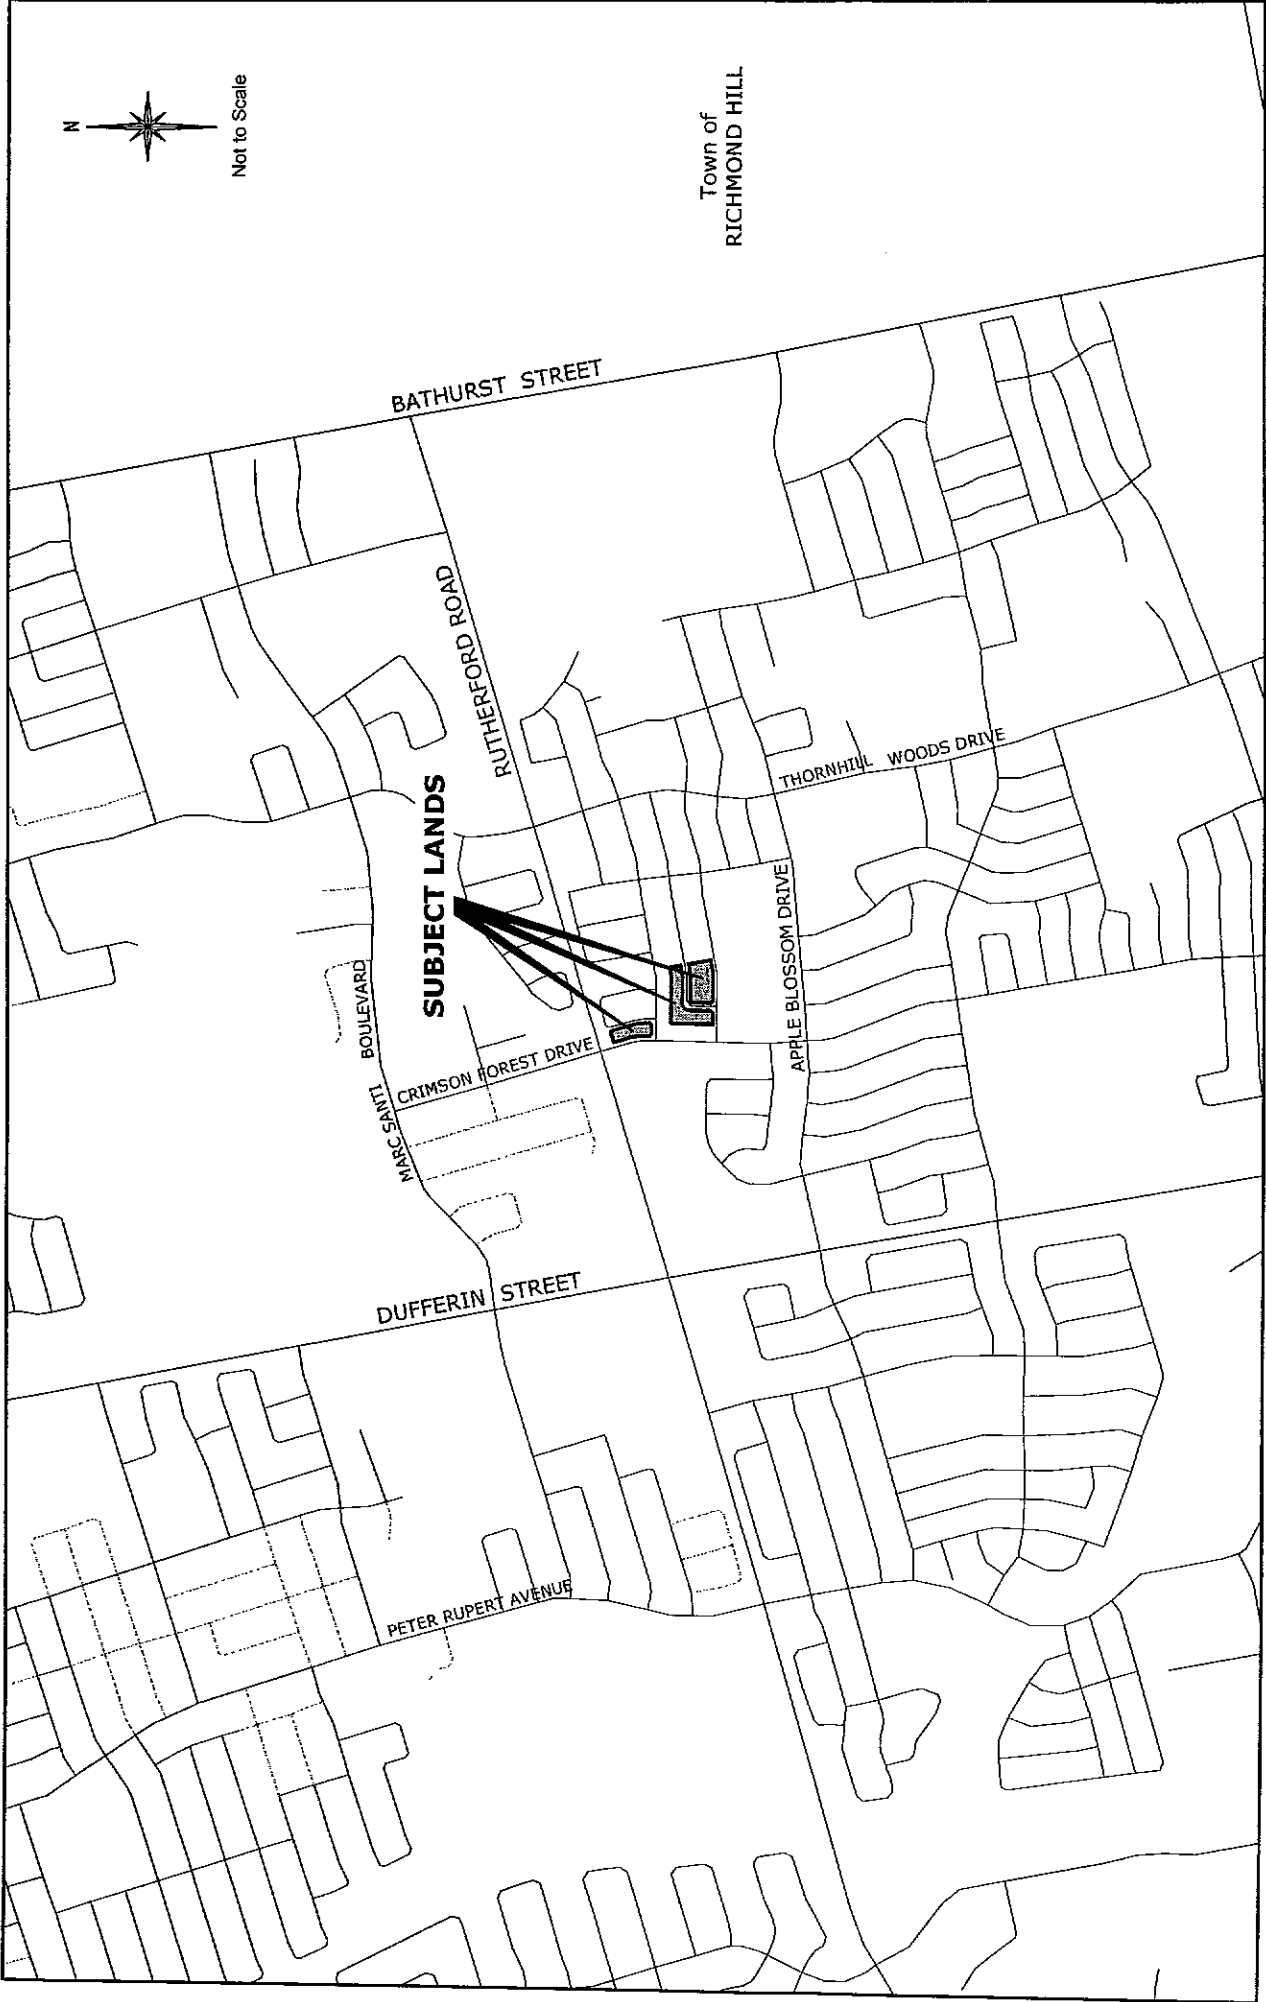 N
Not to Scale
Town of
RICHMOND HILL
BATHURST STREET
RUTHERFORD ROAD
SUBJECT LANDS
THORNHILL WOODS DRIVE
APPLE BLOSSOM DRIVE
MARC SANTI BOULEVARD
CRIMSON FOREST DRIVE
DUFFERIN STREET
PETER RUPERT AVENUE